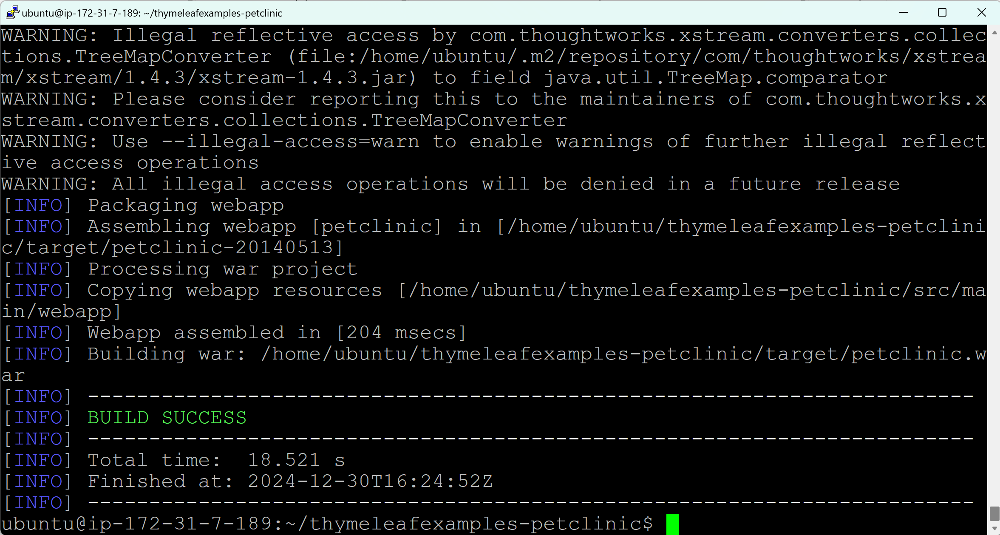 ubuntu@ip-172-31-7-189: ~/thymeleafexamples-petclinic
WARNING: Illegal reflective access by com.thoughtworks.xstream.converters.collec
tions.TreeMapConverter (file:/home/ubuntu/.m2/repository/com/thoughtworks/xstrea
m/xstream/1.4.3/xstream-1.4.3.jar) to field java.util.TreeMap.comparator
WARNING: Please consider reporting this to the maintainers of com.thoughtworks.x
stream.converters.collections.TreeMapConverter
WARNING: Use --illegal-access=warn to enable warnings of further illegal reflect
ive access operations
WARNING: All illegal access operations will be denied in a future release
[INFO] Packaging webapp
[INFO] Assembling webapp [petclinic] in [/home/ubuntu/thymeleafexamples-petclini
c/target/petclinic-20140513]
[INFO] Processing war project
[INFO] Copying webapp resources [/home/ubuntu/thymeleafexamples-petclinic/src/ma
in/webapp]
[INFO] Webapp assembled in [204 msecs]
[INFO] Building war: /home/ubuntu/thymeleafexamples-petclinic/target/petclinic.w
ar
[INFO] ------------------------------------------------------------------------
[INFO] BUILD SUCCESS
[INFO] ------------------------------------------------------------------------
[INFO] Total time:  18.521 s
[INFO] Finished at: 2024-12-30T16:24:52Z
[INFO] ------------------------------------------------------------------------
ubuntu@ip-172-31-7-189:~/thymeleafexamples-petclinic$